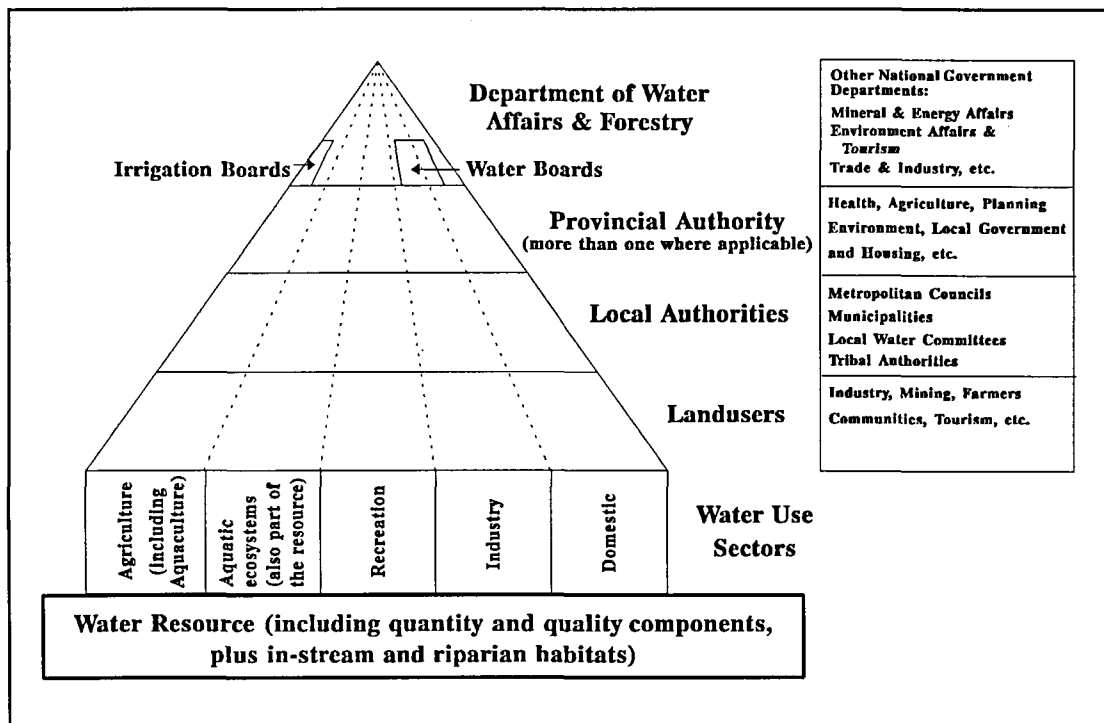 Department of Water
Affairs & Forestry
Irrigation Boards
Water Boards
Provincial Authority
(more than one where applicable)
Local Authorities
Landusers
Other National Government
Departments:
Mineral & Energy Affairs
Environment Affairs &
Tourism
Trade & Industry, etc.
Health, Agriculture, Planning
Environment, Local Government
and Housing, etc.
Metropolitan Councils
Municipalities
Local Water Committees
Tribal Authorities
Industry, Mining, Farmers
Communities, Tourism, etc.
Agriculture
(including
Aquaculture)
Aquatic
ecosystems
(also part of
the resource)
Recreation
Industry
Domestic
Water Use
Sectors
Water Resource (including quantity and quality components,
plus in-stream and riparian habitats)